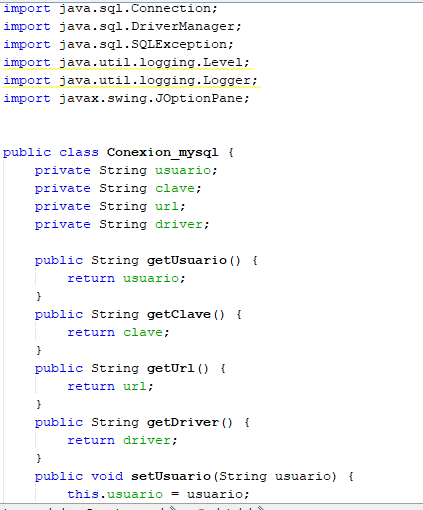 import java.sql.Connection;
import java.sql.DriverManager;
import java.sql.SQLException;
import java.util.logging.Level;
import java.util.logging.Logger;
import javax.swing.JOptionPane;
public class Conexion_mysql {
    private String usuario;
    private String clave;
    private String url;
    private String driver;
    public String getUsuario() {
        return usuario;
    }
    public String getClave() {
        return clave;
    }
    public String getUrl() {
        return url;
    }
    public String getDriver() {
        return driver;
    }
    public void setUsuario(String usuario) {
        this.usuario = usuario;